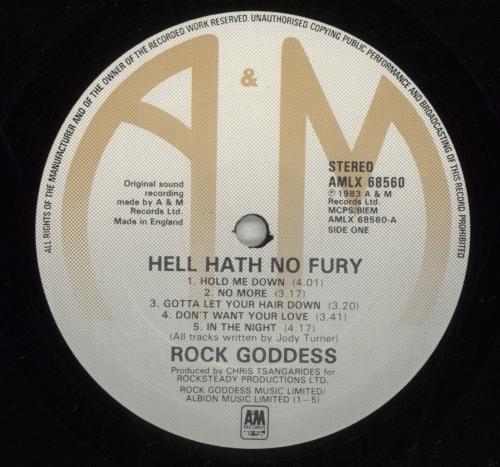 ALL RIGHTS OF THE MANUFACTURER AND OF THE OWNER OF THE RECORDED WORK RESERVED. UNAUTHORISED COPYING PUBLIC PERFORMANCE AND BROADCASTING OF THIS RECORD PROHIBITED
A & M
Original sound
recording
made by A & M
Records Ltd.
Made in England
STEREO
AMLX 68560
Ⓟ 1983 A & M
Records Ltd.
MCPS/BIEM
AMLX 68560-A
SIDE ONE
HELL HATH NO FURY
1. HOLD ME DOWN (4.01)
2. NO MORE (3.17)
3. GOTTA LET YOUR HAIR DOWN (3.20)
4. DON'T WANT YOUR LOVE (3.41)
5. IN THE NIGHT (4.17)
(All tracks written by Jody Turner)
ROCK GODDESS
Produced by CHRIS TSANGARIDES for
ROCKSTEADY PRODUCTIONS LTD.
ROCK GODDESS MUSIC LIMITED/
ALBION MUSIC LIMITED (1–5)
AM
RECORDS